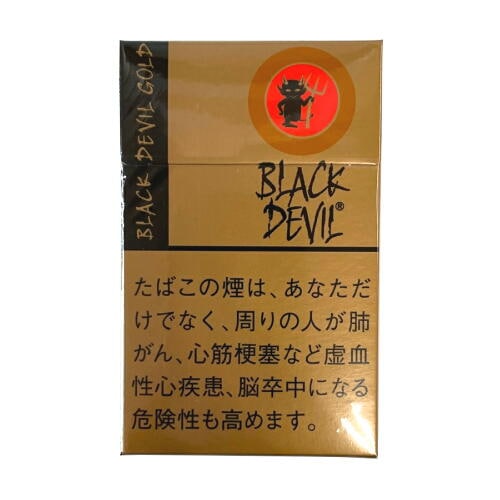 BLACK DEVIL GOLD
BLACK
DEVIL®
たばこの煙は、あなただ
けでなく、周りの人が肺
がん、心筋梗塞など虚血
性心疾患、脳卒中になる
危険性も高めます。